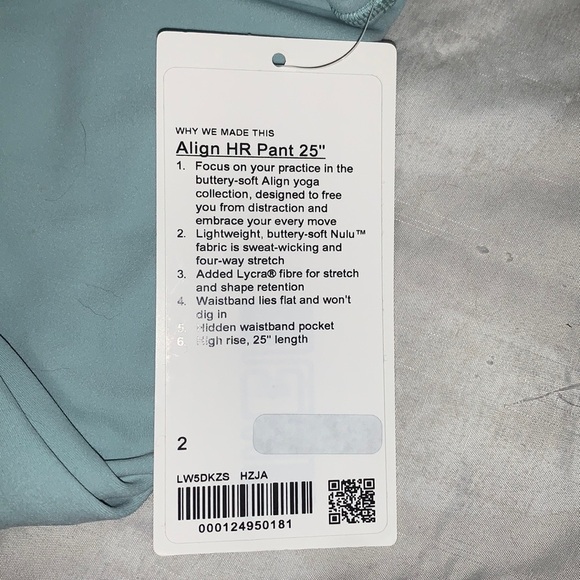 WHY WE MADE THIS
Align HR Pant 25"
1. Focus on your practice in the
buttery-soft Align yoga
collection, designed to free
you from distraction and
embrace your every move
2. Lightweight, buttery-soft Nulu™
fabric is sweat-wicking and
four-way stretch
3. Added Lycra® fibre for stretch
and shape retention
4. Waistband lies flat and won't
dig in
5. Hidden waistband pocket
6. High rise, 25" length
2
LW5DKZS HZJA
000124950181